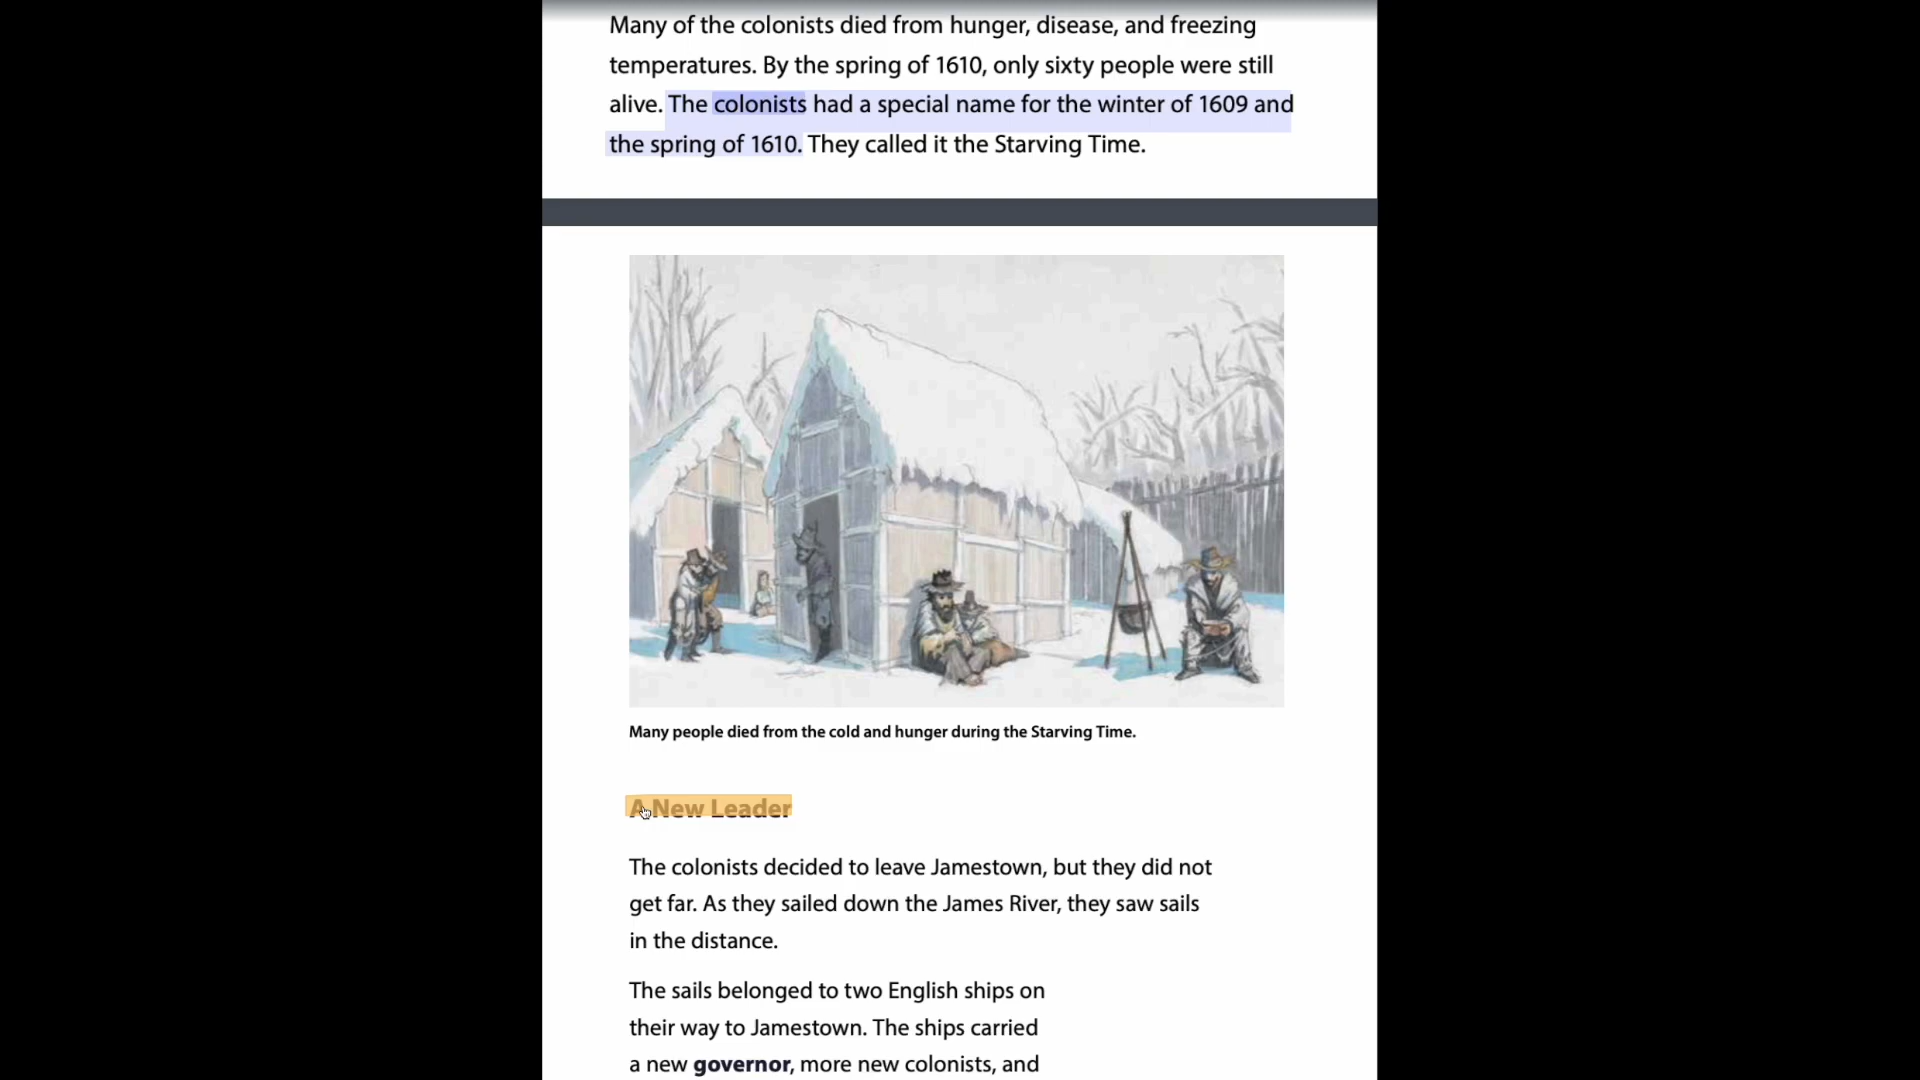 Many of the colonists died from hunger, disease, and freezing
temperatures. By the spring of 1610, only sixty people were still
alive. The colonists had a special name for the winter of 1609 and
the spring of 1610. They called it the Starving Time.
Many people died from the cold and hunger during the Starving Time.
A New Leader
The colonists decided to leave Jamestown, but they did not
get far. As they sailed down the James River, they saw sails
in the distance.
The sails belonged to two English ships on
their way to Jamestown. The ships carried
a new governor, more new colonists, and